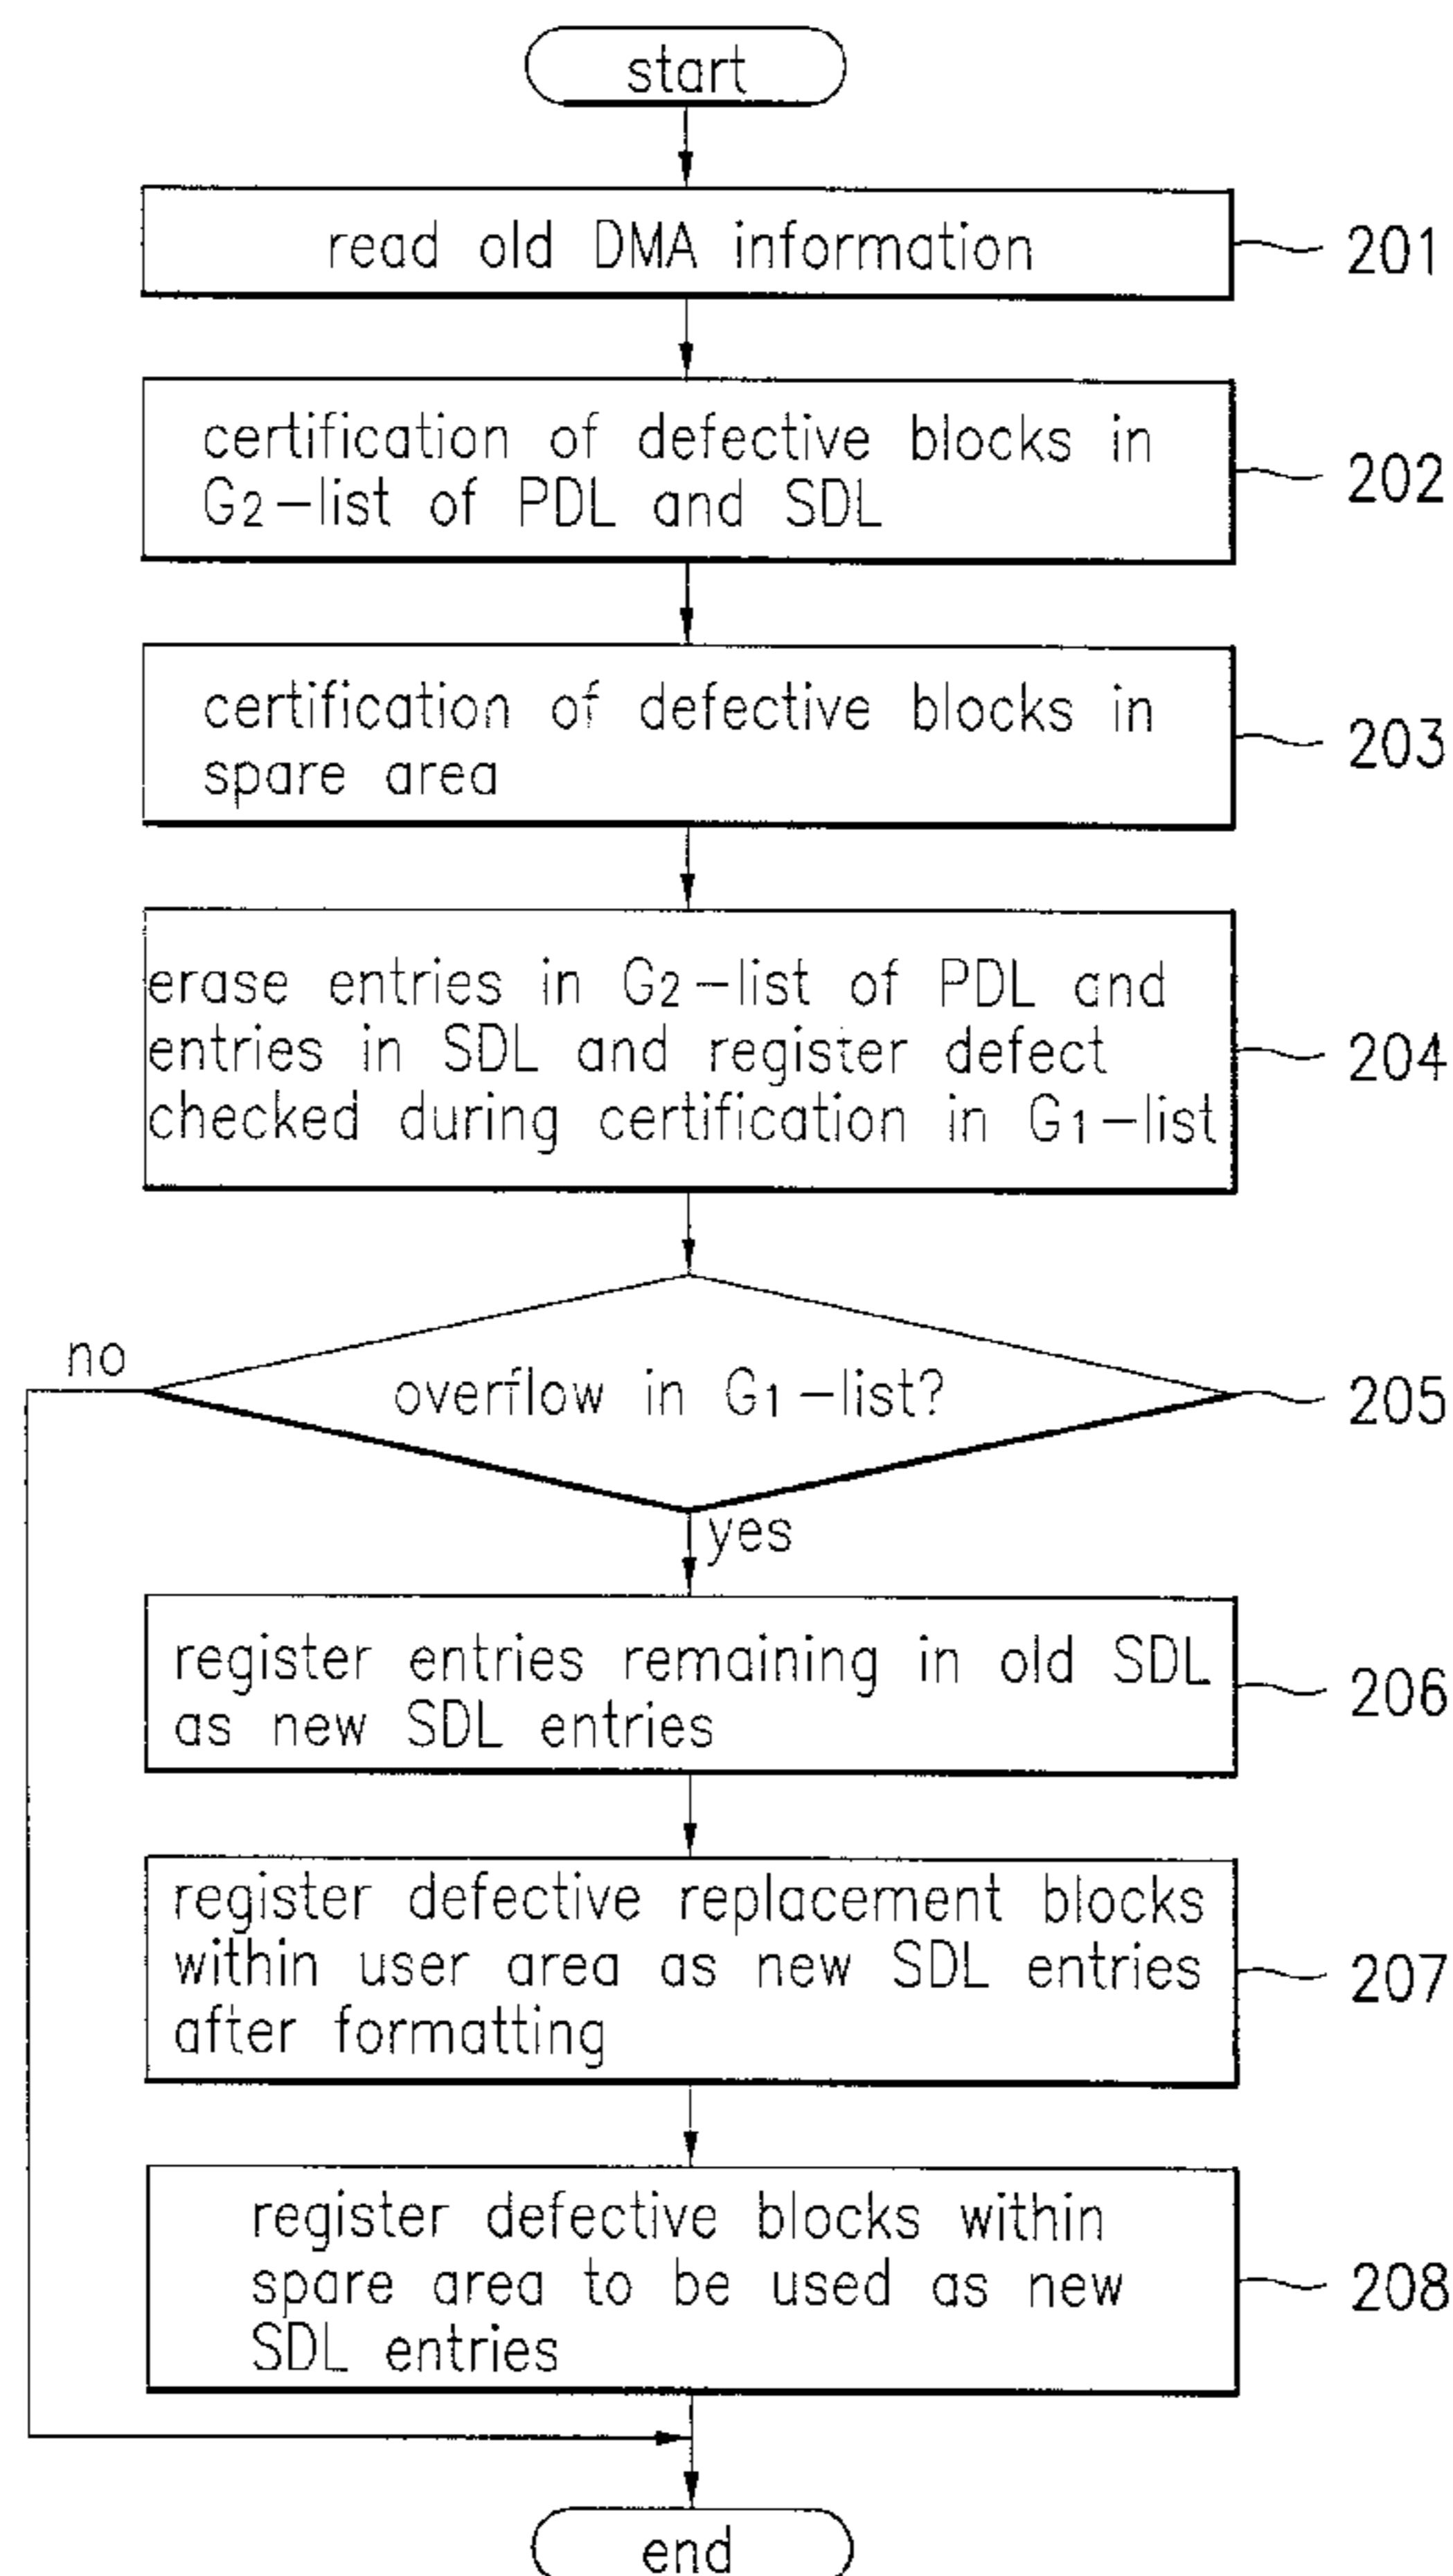 start
read old DMA information
201
certification of defective blocks in
G2-list of PDL and SDL
202
certification of defective blocks in
spare area
203
erase entries in G2-list of PDL and
entries in SDL and register defect
checked during certification in G1-list
204
no
overflow in G1-list?
205
yes
register entries remaining in old SDL
as new SDL entries
206
register defective replacement blocks
within user area as new SDL entries
after formatting
207
register defective blocks within
spare area to be used as new
SDL entries
208
end